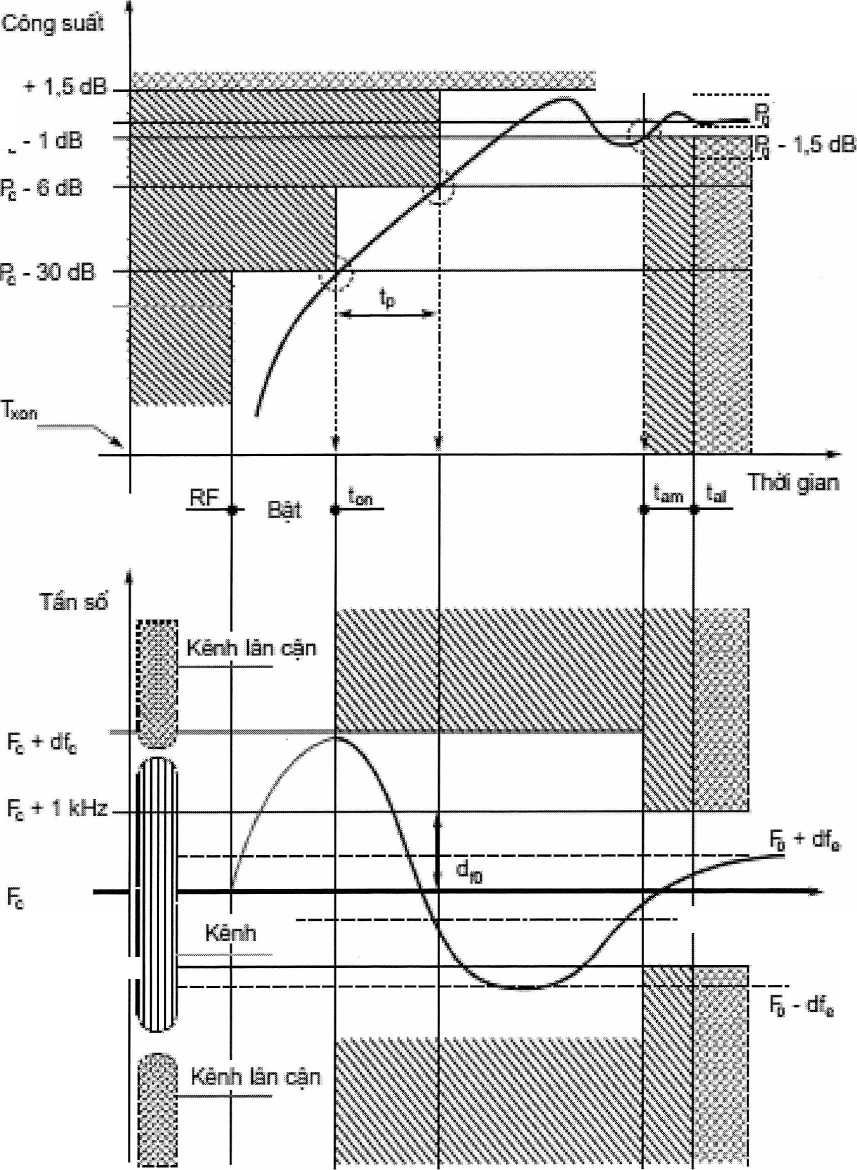 Công suất
+ 1,5 dB
- 1 dB
Pc - 6 dB
Pc - 30 dB
Txon
tp
Pc - 1,5 dB
RF
Bật
ton
tam
tal
Thời gian
Tần số
Kênh lân cận
Fc + dfc
Fc + 1 kHz
Fc
df0
F0 + dfe
Kênh
F0 - dfe
Kênh lân cận